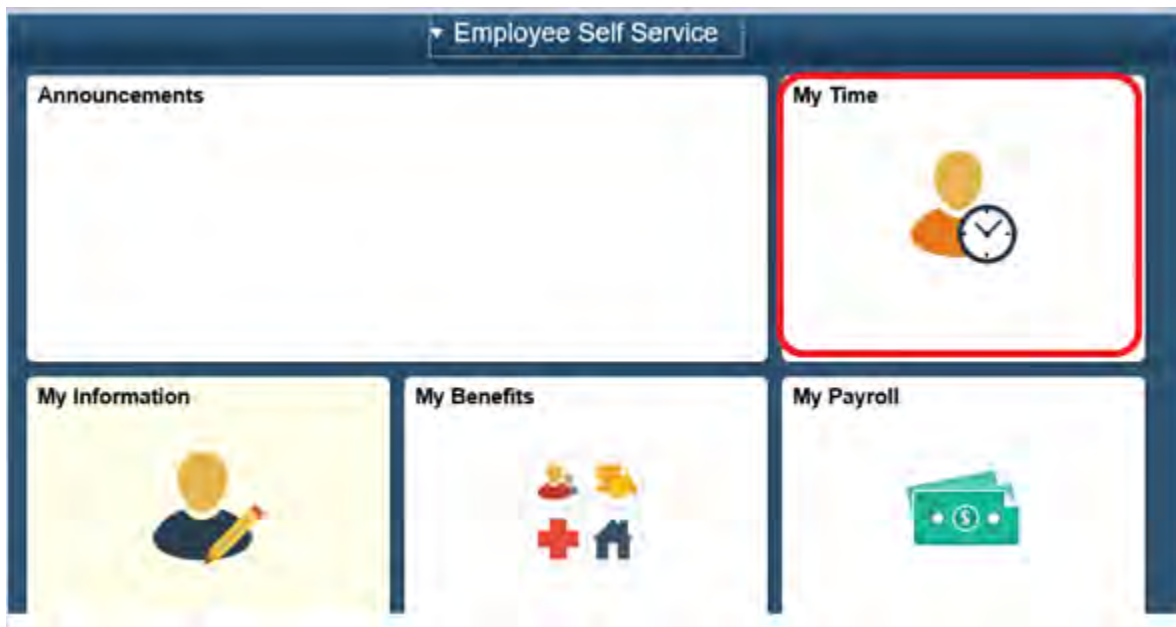 Employee Self Service
Announcements
My Time
My Information
My Benefits
My Payroll
$